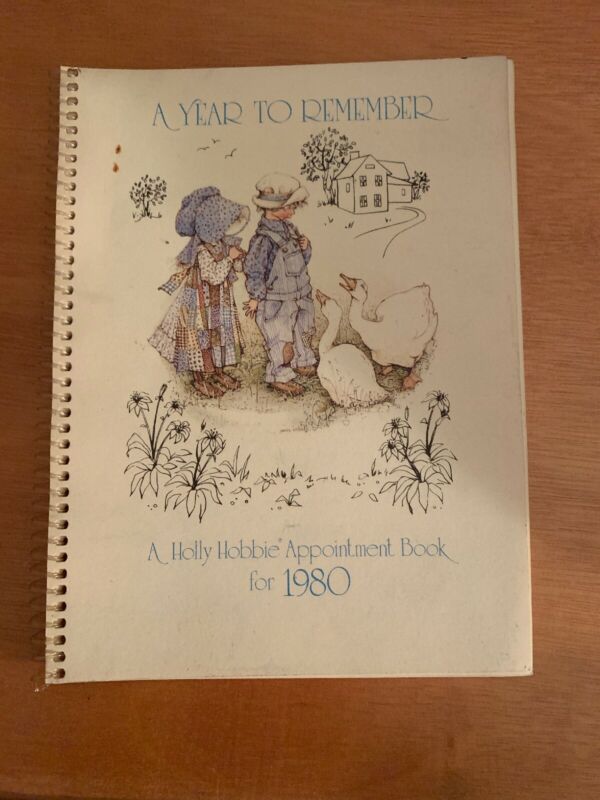 A YEAR TO REMEMBER
A Holly Hobbie® Appointment Book
for 1980